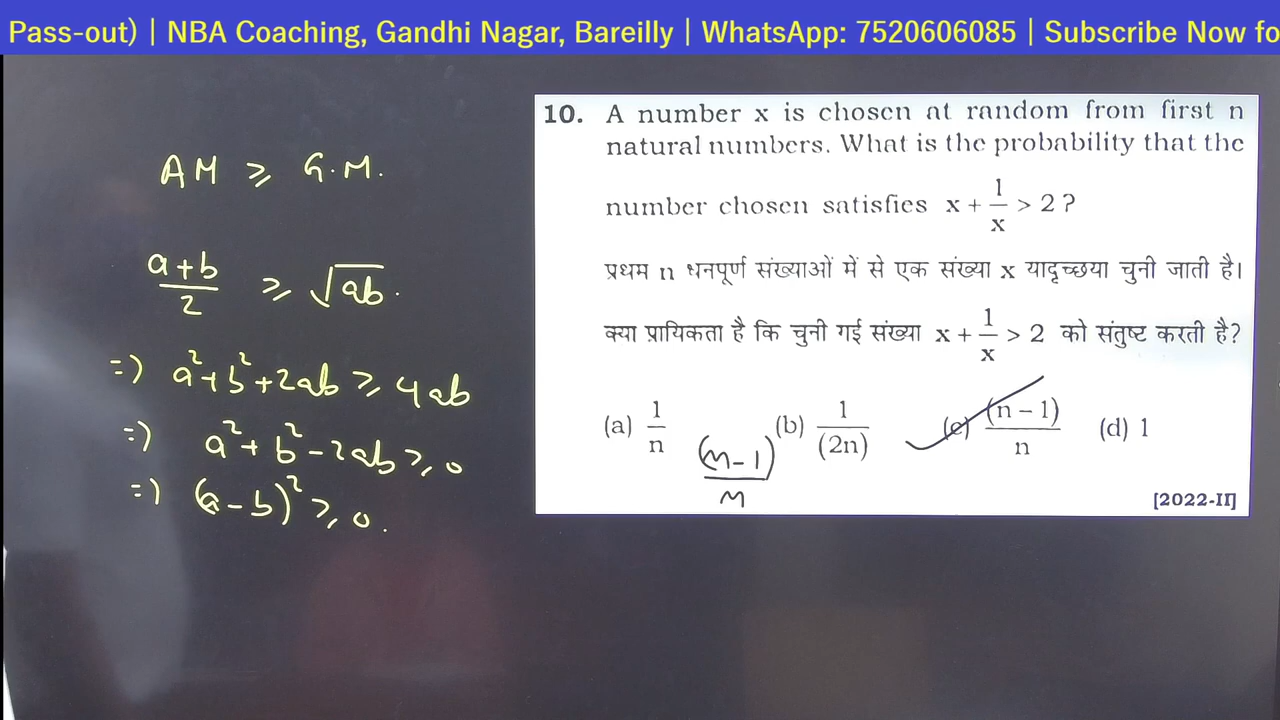 Pass-out) | NBA Coaching, Gandhi Nagar, Bareilly | WhatsApp: 7520606085 | Subscribe Now fo
AM ≥ G.M.
a+b/2 ≥ √ab.
=) a²+b²+2ab ≥ 4ab
=) a²+b²-2ab ≥ 0
=) (a-b)² ≥ 0.
10. A number x is chosen at random from first n
natural numbers. What is the probability that the
number chosen satisfies x + 1/x > 2 ?
प्रथम n धनपूर्ण संख्याओं में से एक संख्या x यादृच्छया चुनी जाती है।
क्या प्रायिकता है कि चुनी गई संख्या x + 1/x > 2 को संतुष्ट करती है?
(a) 1/n (b) 1/(2n) (c) (n – 1)/n (d) 1
(n-1)/n
[2022-II]